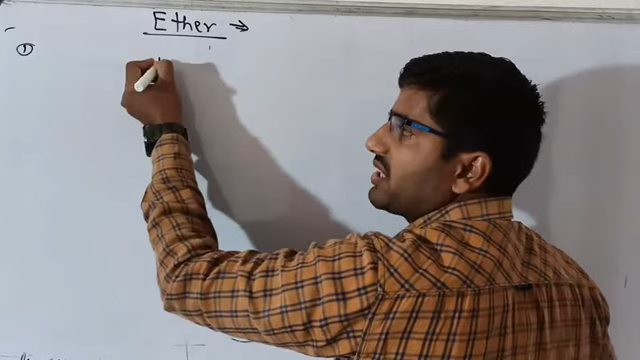 Ether →
①